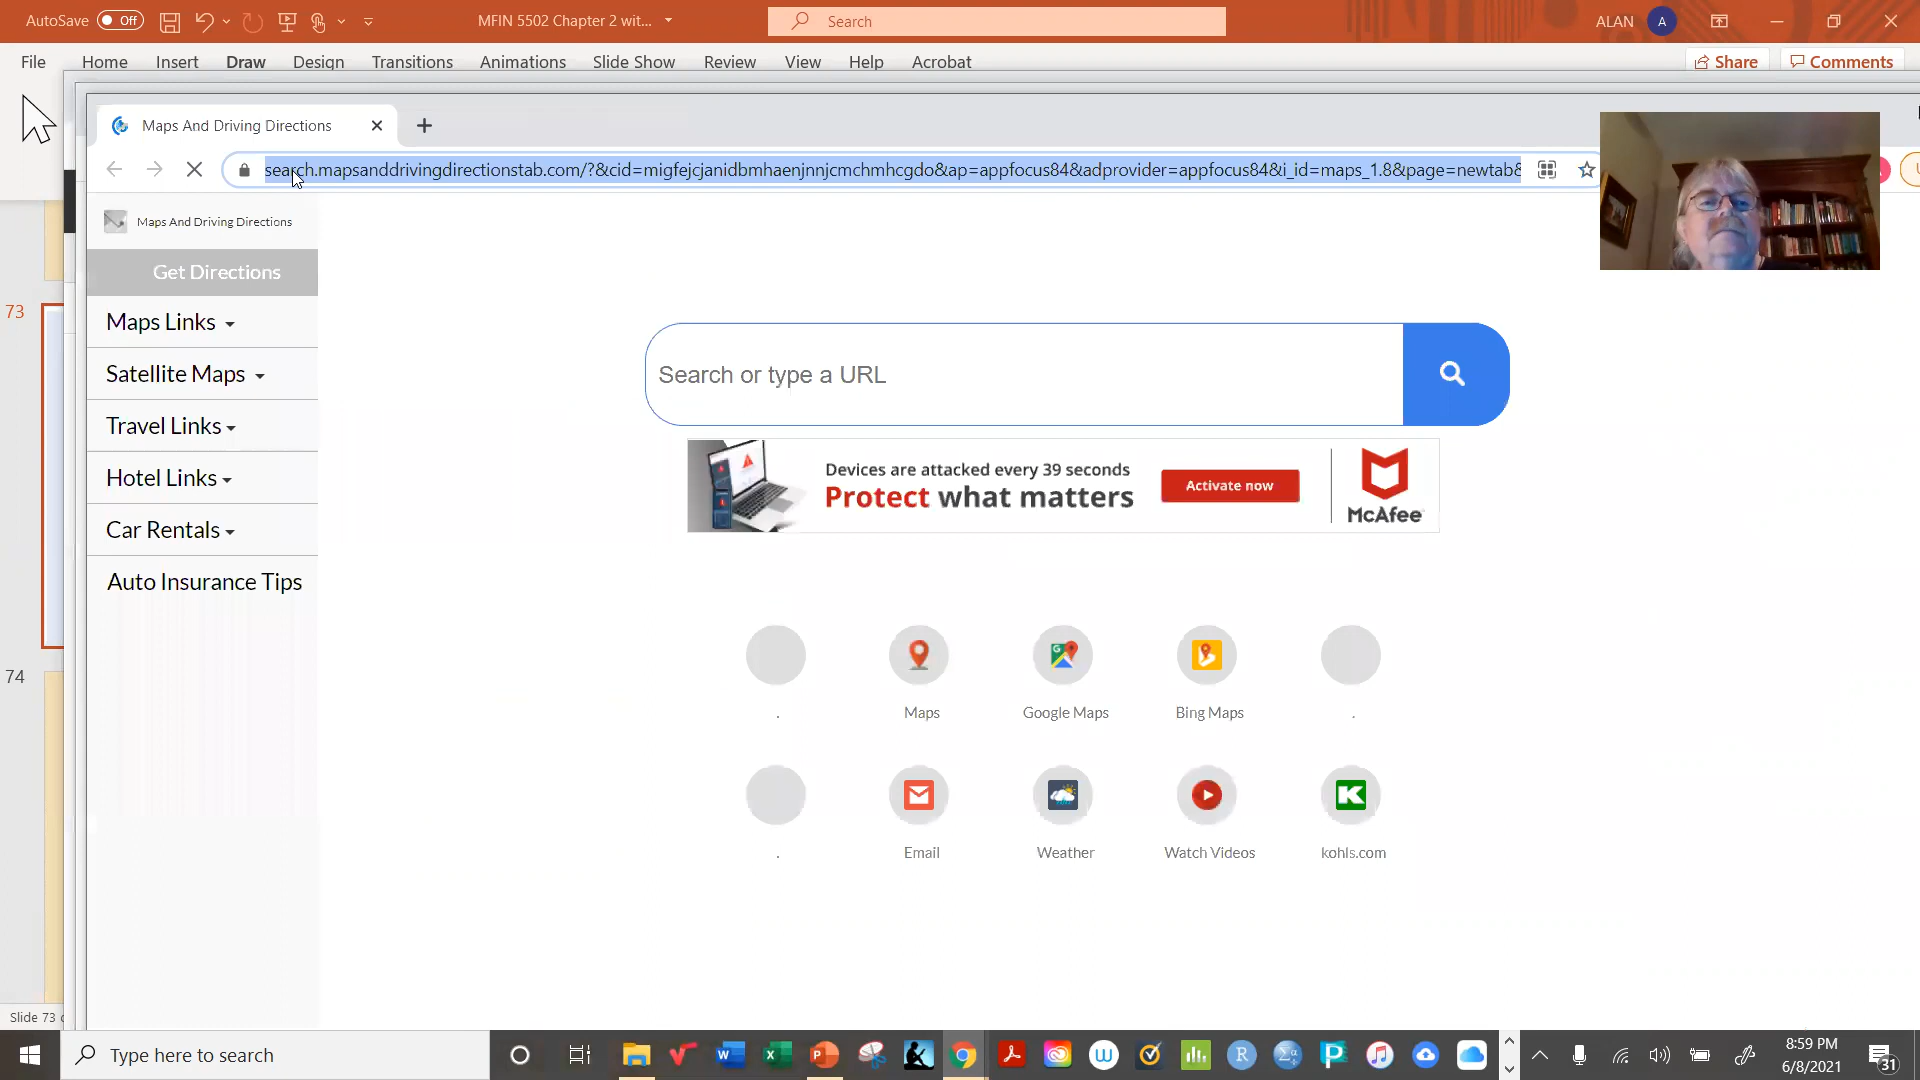 AutoSave Off MFIN 5502 Chapter 2 wit... Search ALAN A
File Home Insert Draw Design Transitions Animations Slide Show Review View Help Acrobat Share Comments
Maps And Driving Directions
search.mapsanddrivingdirectionstab.com/?&cid=migfejcjanidbmhaenjnnjcmchmhcgdo&ap=appfocus84&adprovider=appfocus84&i_id=maps_1.8&page=newtab&
Maps And Driving Directions
Get Directions
Maps Links
Satellite Maps
Travel Links
Hotel Links
Car Rentals
Auto Insurance Tips
Search or type a URL
Devices are attacked every 39 seconds
Protect what matters
Activate now
McAfee
. Maps Google Maps Bing Maps .
. Email Weather Watch Videos kohls.com
73
74
Slide 73
Type here to search
8:59 PM
6/8/2021
31